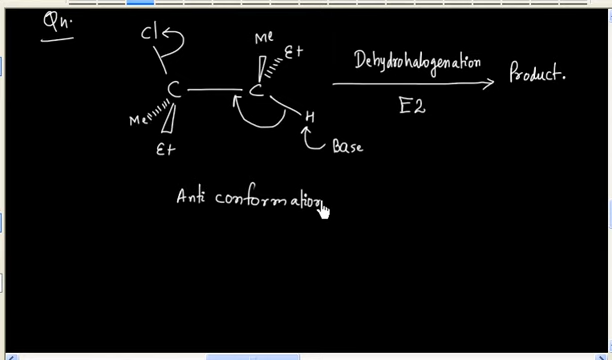 Qn.
Cl
Me
Et
C
C
Me
Et
H
Base
Dehydrohalogenation
E2
Product.
Anti conformation